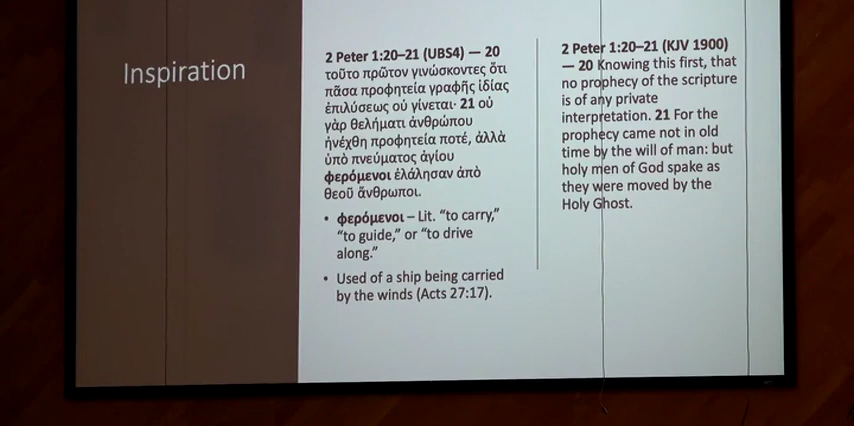 Inspiration
2 Peter 1:20–21 (UBS4) — 20
τοῦτο πρῶτον γινώσκοντες ὅτι
πᾶσα προφητεία γραφῆς ἰδίας
ἐπιλύσεως οὐ γίνεται· 21 οὐ
γὰρ θελήματι ἀνθρώπου
ἠνέχθη προφητεία ποτέ, ἀλλὰ
ὑπὸ πνεύματος ἁγίου
φερόμενοι ἐλάλησαν ἀπὸ
θεοῦ ἄνθρωποι.
• φερόμενοι – Lit. “to carry,”
“to guide,” or “to drive
along.”
• Used of a ship being carried
by the winds (Acts 27:17).
2 Peter 1:20–21 (KJV 1900)
— 20 Knowing this first, that
no prophecy of the scripture
is of any private
interpretation. 21 For the
prophecy came not in old
time by the will of man: but
holy men of God spake as
they were moved by the
Holy Ghost.